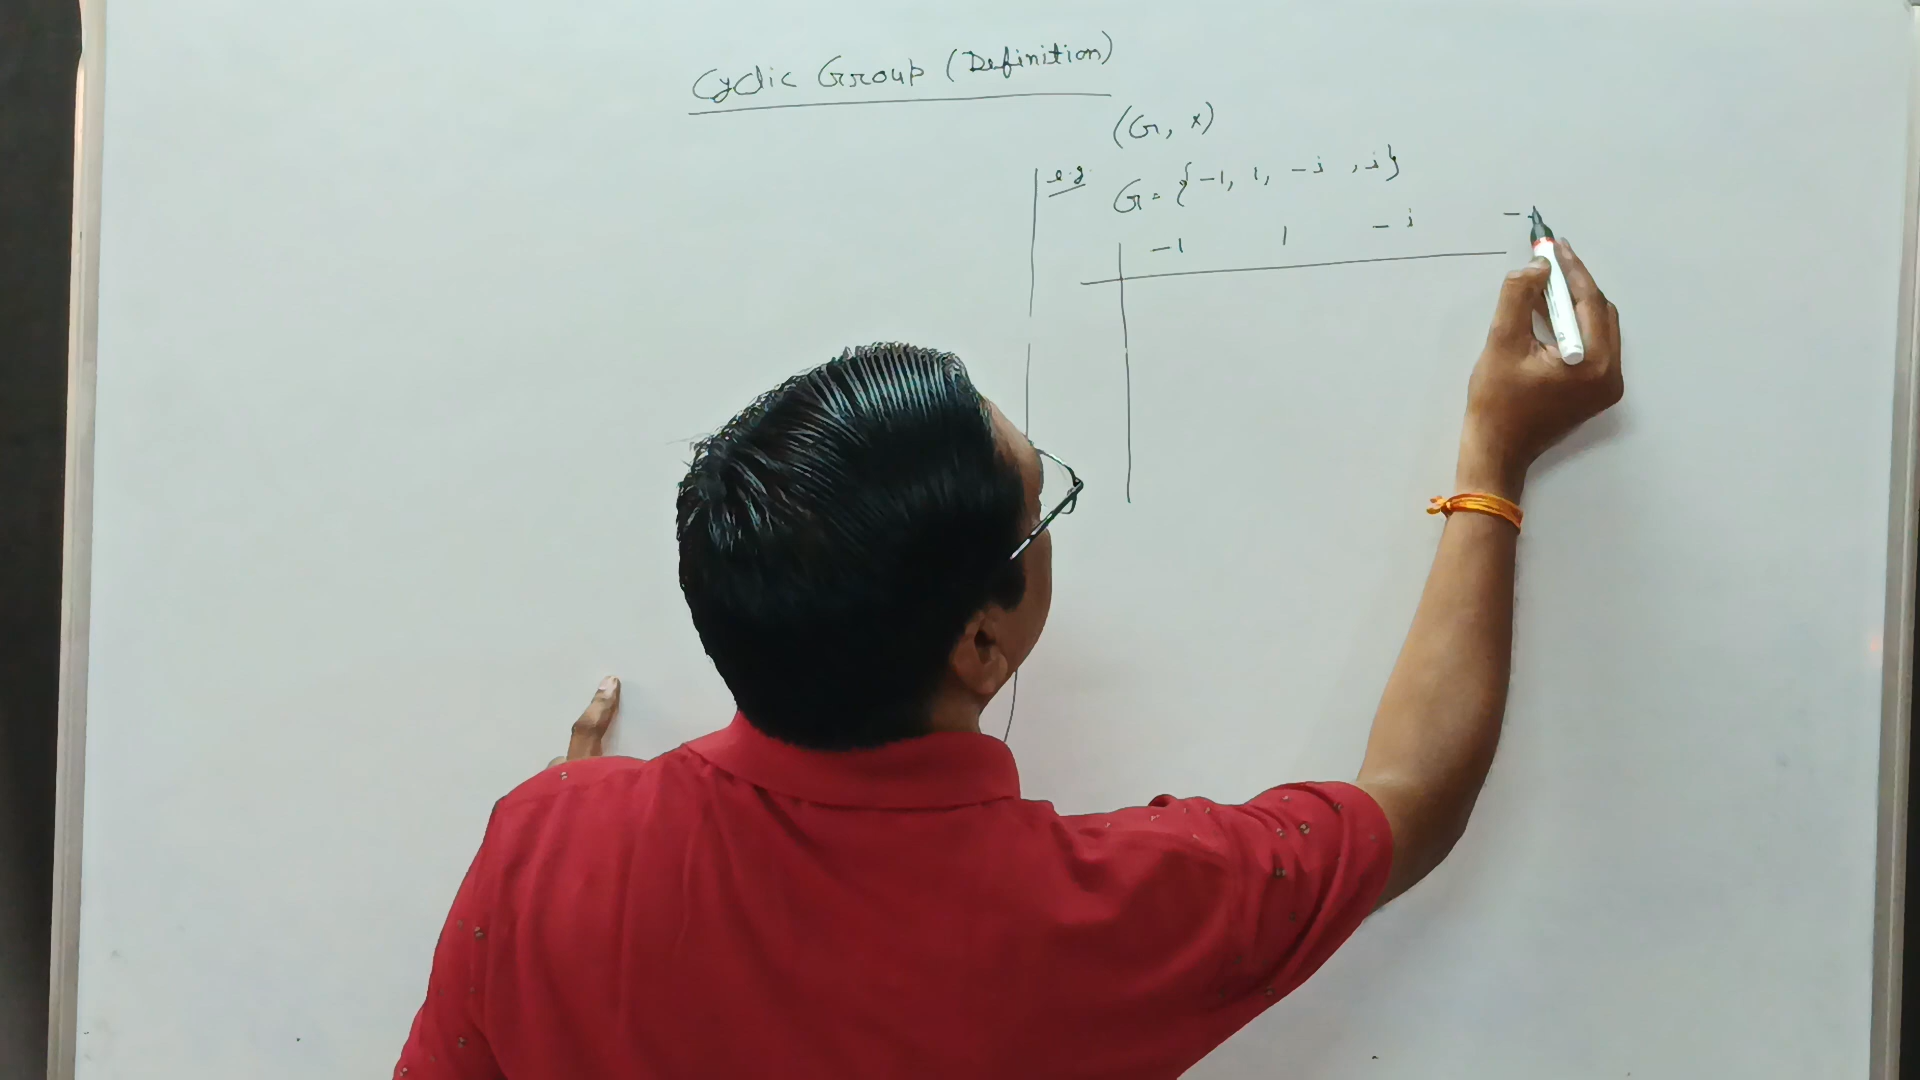 Cyclic Group (Definition)
(G, ×)
e.g. G = {-1, 1, -i, i}
-1 1 -i -